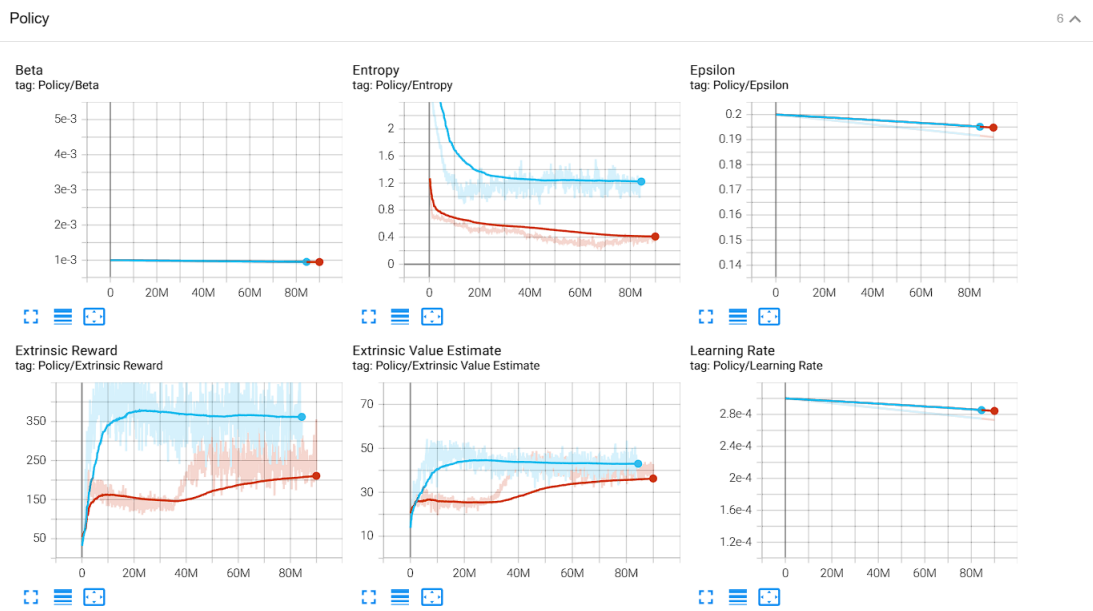 Policy
6
Beta
tag: Policy/Beta
5e-3
4e-3
3e-3
2e-3
1e-3
0 20M 40M 60M 80M
Entropy
tag: Policy/Entropy
2
1.6
1.2
0.8
0.4
0
0 20M 40M 60M 80M
Epsilon
tag: Policy/Epsilon
0.2
0.19
0.18
0.17
0.16
0.15
0.14
0 20M 40M 60M 80M
Extrinsic Reward
tag: Policy/Extrinsic Reward
350
250
150
50
0 20M 40M 60M 80M
Extrinsic Value Estimate
tag: Policy/Extrinsic Value Estimate
70
50
30
10
0 20M 40M 60M 80M
Learning Rate
tag: Policy/Learning Rate
2.8e-4
2.4e-4
2e-4
1.6e-4
1.2e-4
0 20M 40M 60M 80M